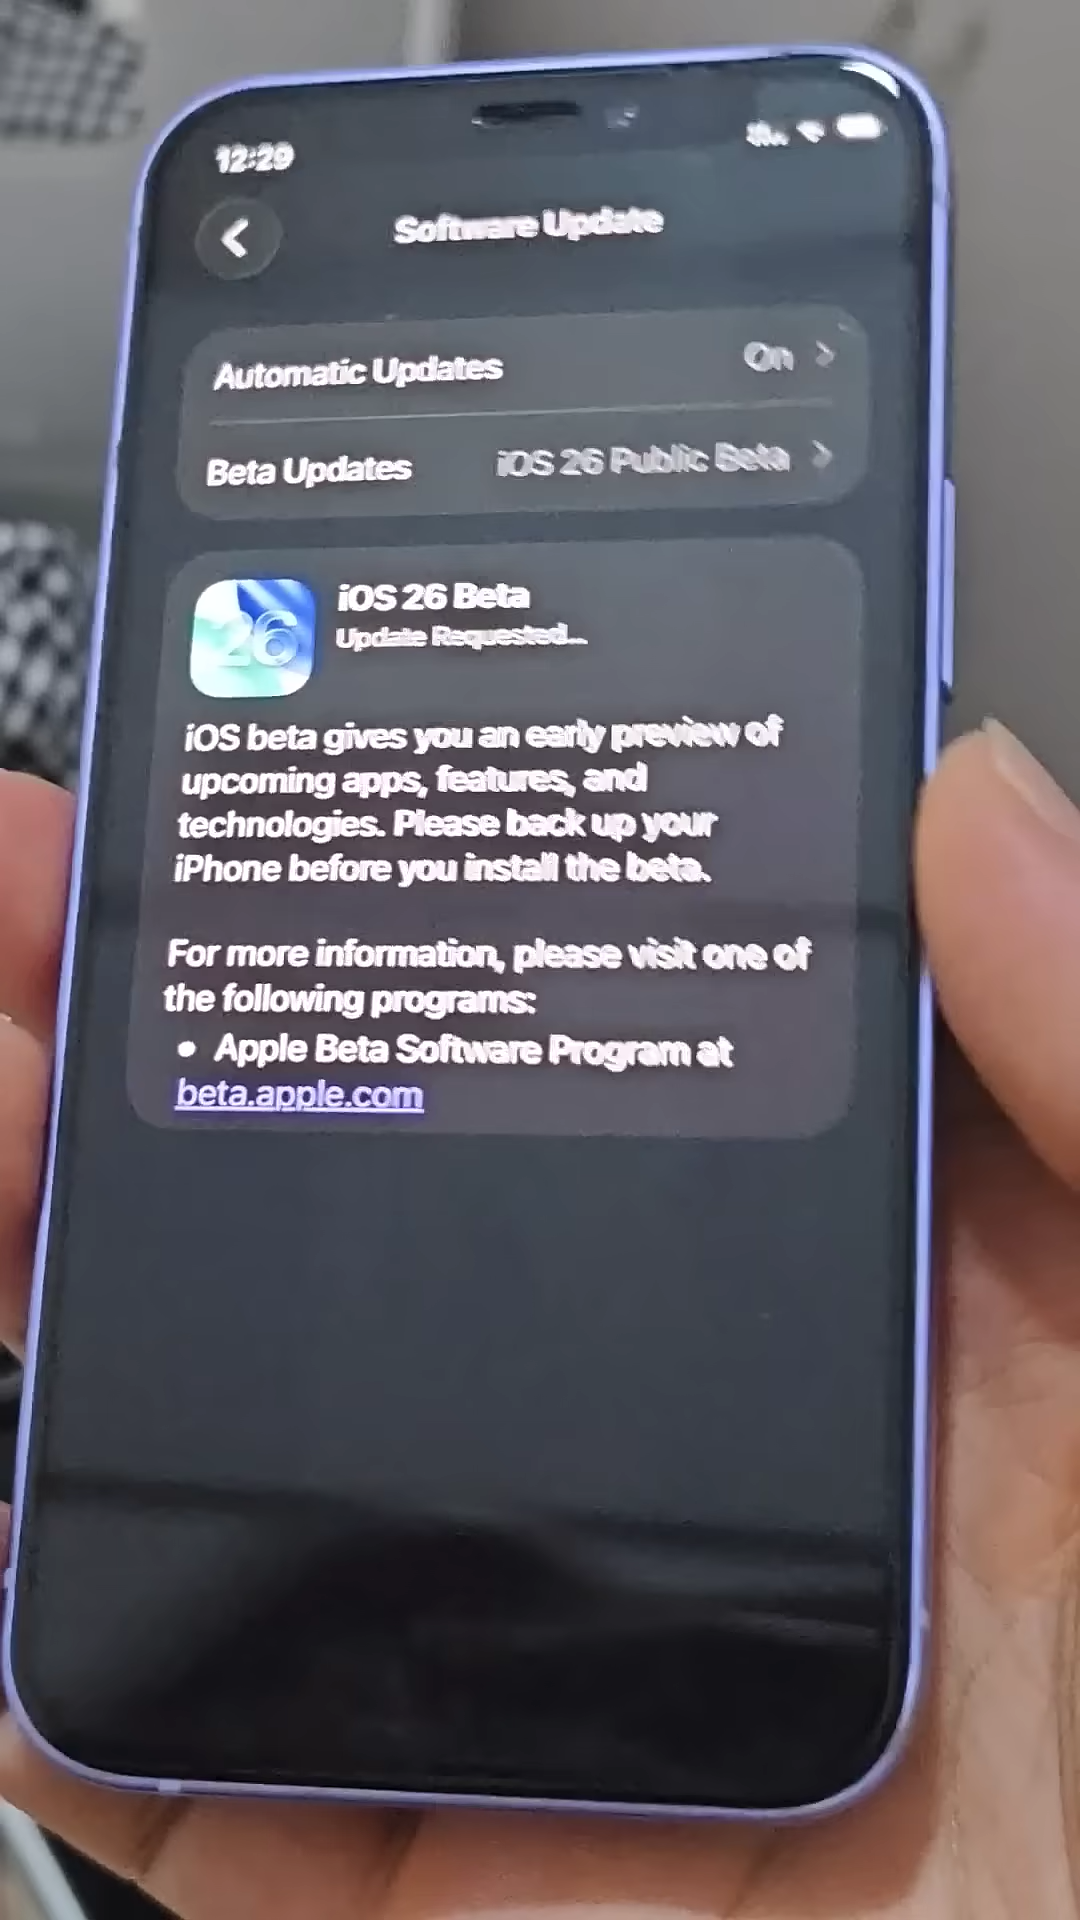 12:29
Software Update
Automatic Updates On
Beta Updates iOS 26 Public Beta
26
iOS 26 Beta
Update Requested...
iOS beta gives you an early preview of
upcoming apps, features, and
technologies. Please back up your
iPhone before you install the beta.
For more information, please visit one of
the following programs:
• Apple Beta Software Program at
beta.apple.com